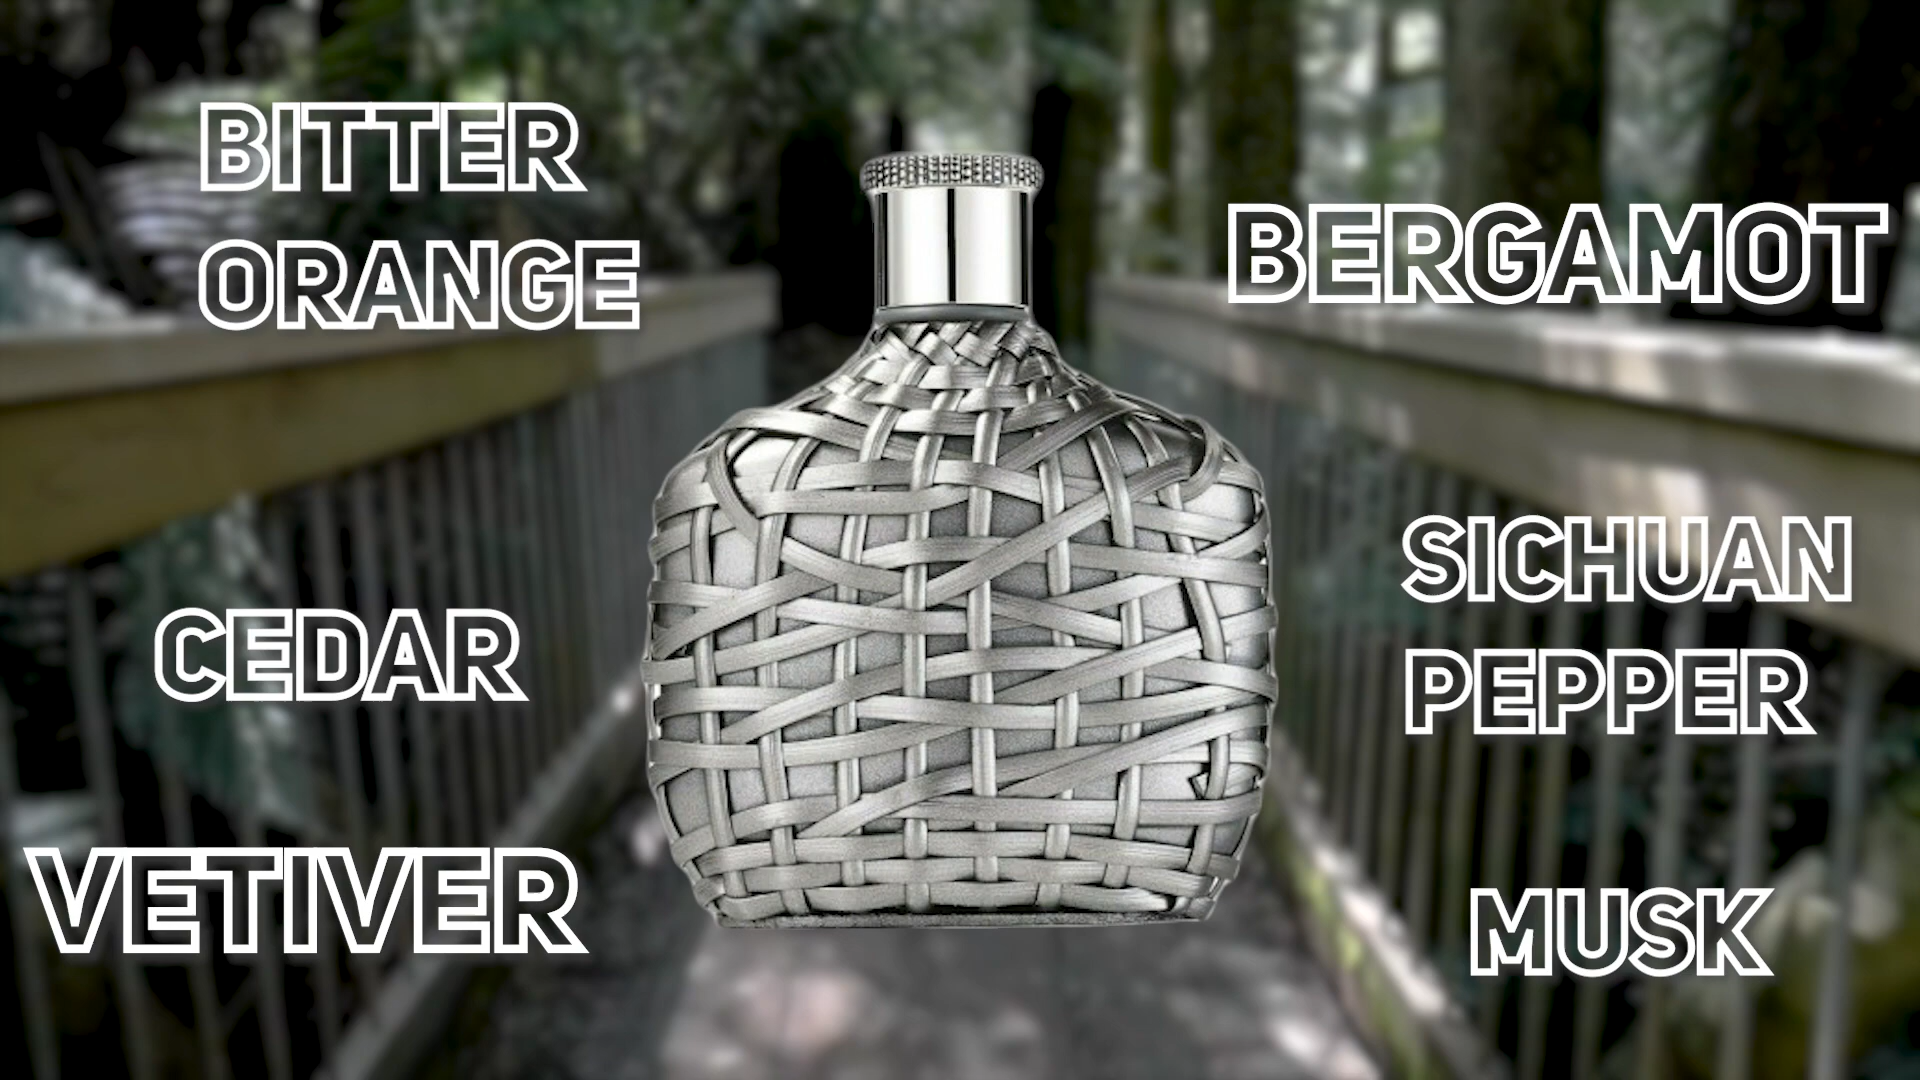 BITTER
ORANGE
BERGAMOT
CEDAR
SICHUAN
PEPPER
VETIVER
MUSK